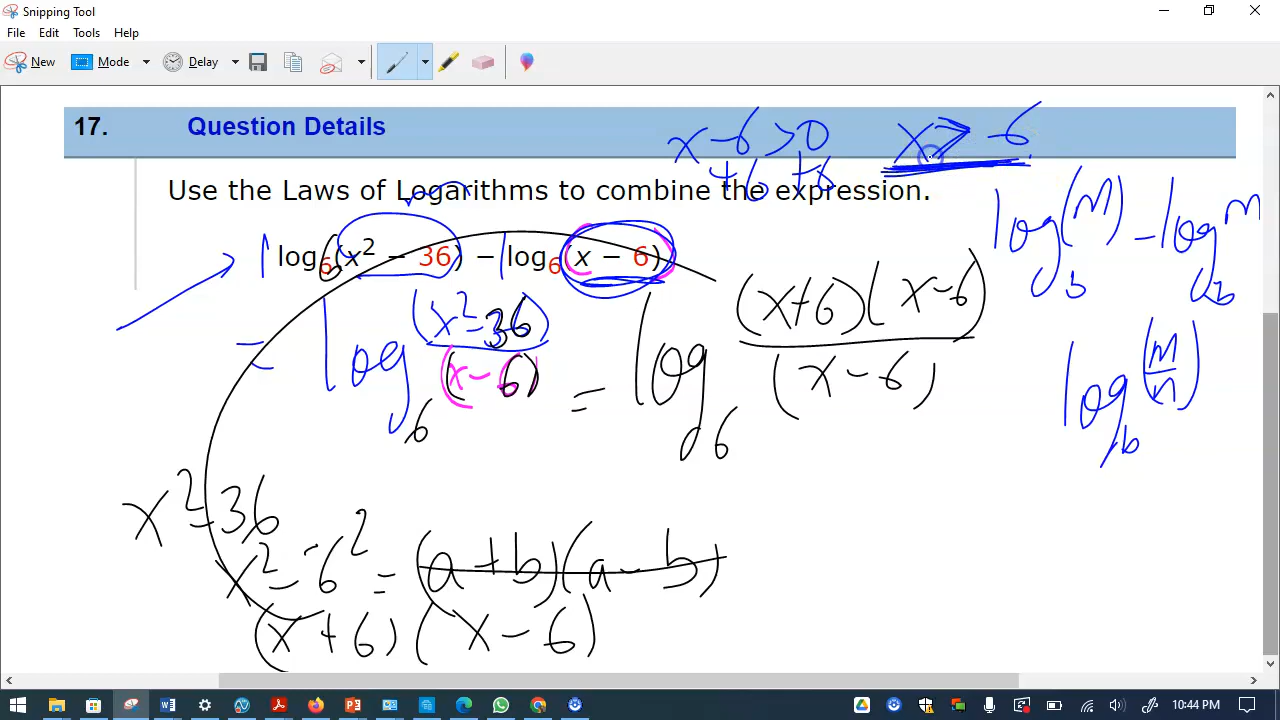 Snipping Tool
File Edit Tools Help
New Mode Delay
17. Question Details
x - 6 > 0
+6 +6
x > -6
Use the Laws of Logarithms to combine the expression.
log6(x² − 36) − log6(x − 6)
log_b(M) - log_b M
= log_6 (x² - 36)/(x - 6) = log_6 (x+6)(x-6)/(x-6)
log_b (M/n)
x² - 36
x² - 6² = (a+b)(a-b)
(x+6)(x-6)
10:44 PM